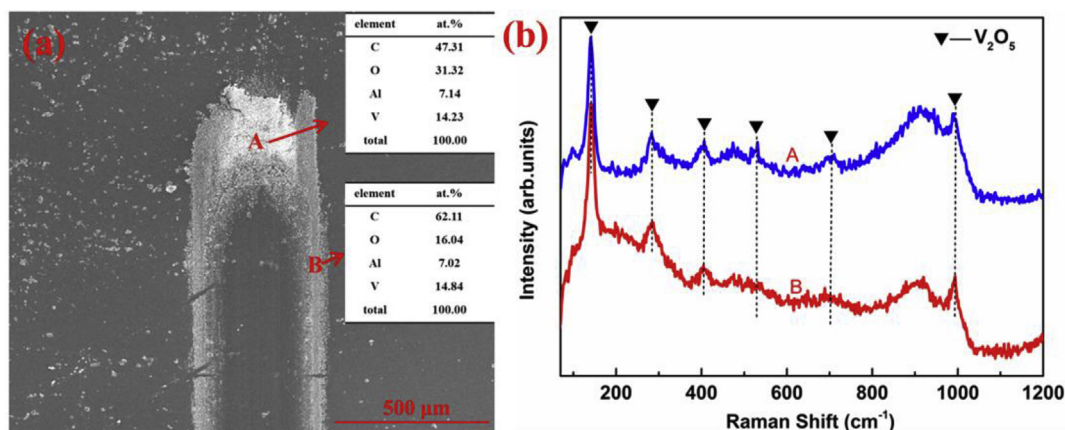 (a)
element at.%
C 47.31
O 31.32
Al 7.14
V 14.23
total 100.00
A
element at.%
C 62.11
O 16.04
Al 7.02
V 14.84
total 100.00
B
500 μm
(b)
▼— V₂O₅
A
B
Intensity (arb.units)
200 400 600 800 1000 1200
Raman Shift (cm⁻¹)